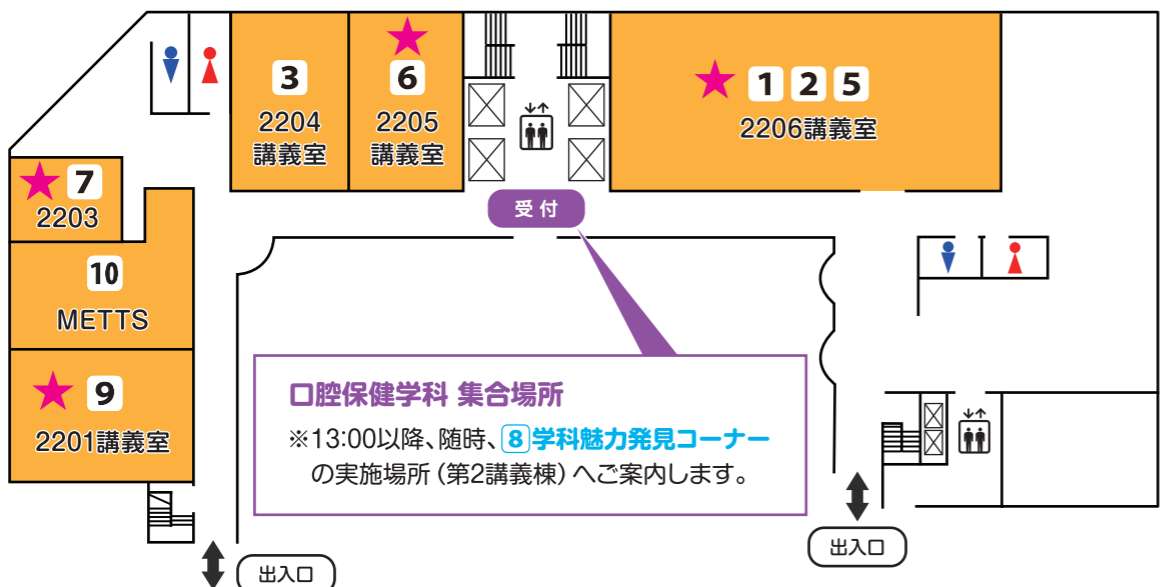 3
2204
講義室
6
2205
講義室
1 2 5
2206講義室
7
2203
受付
10
METTS
9
2201講義室
口腔保健学科 集合場所
※13:00以降、随時、8学科魅力発見コーナー
の実施場所(第2講義棟)へご案内します。
出入口
出入口